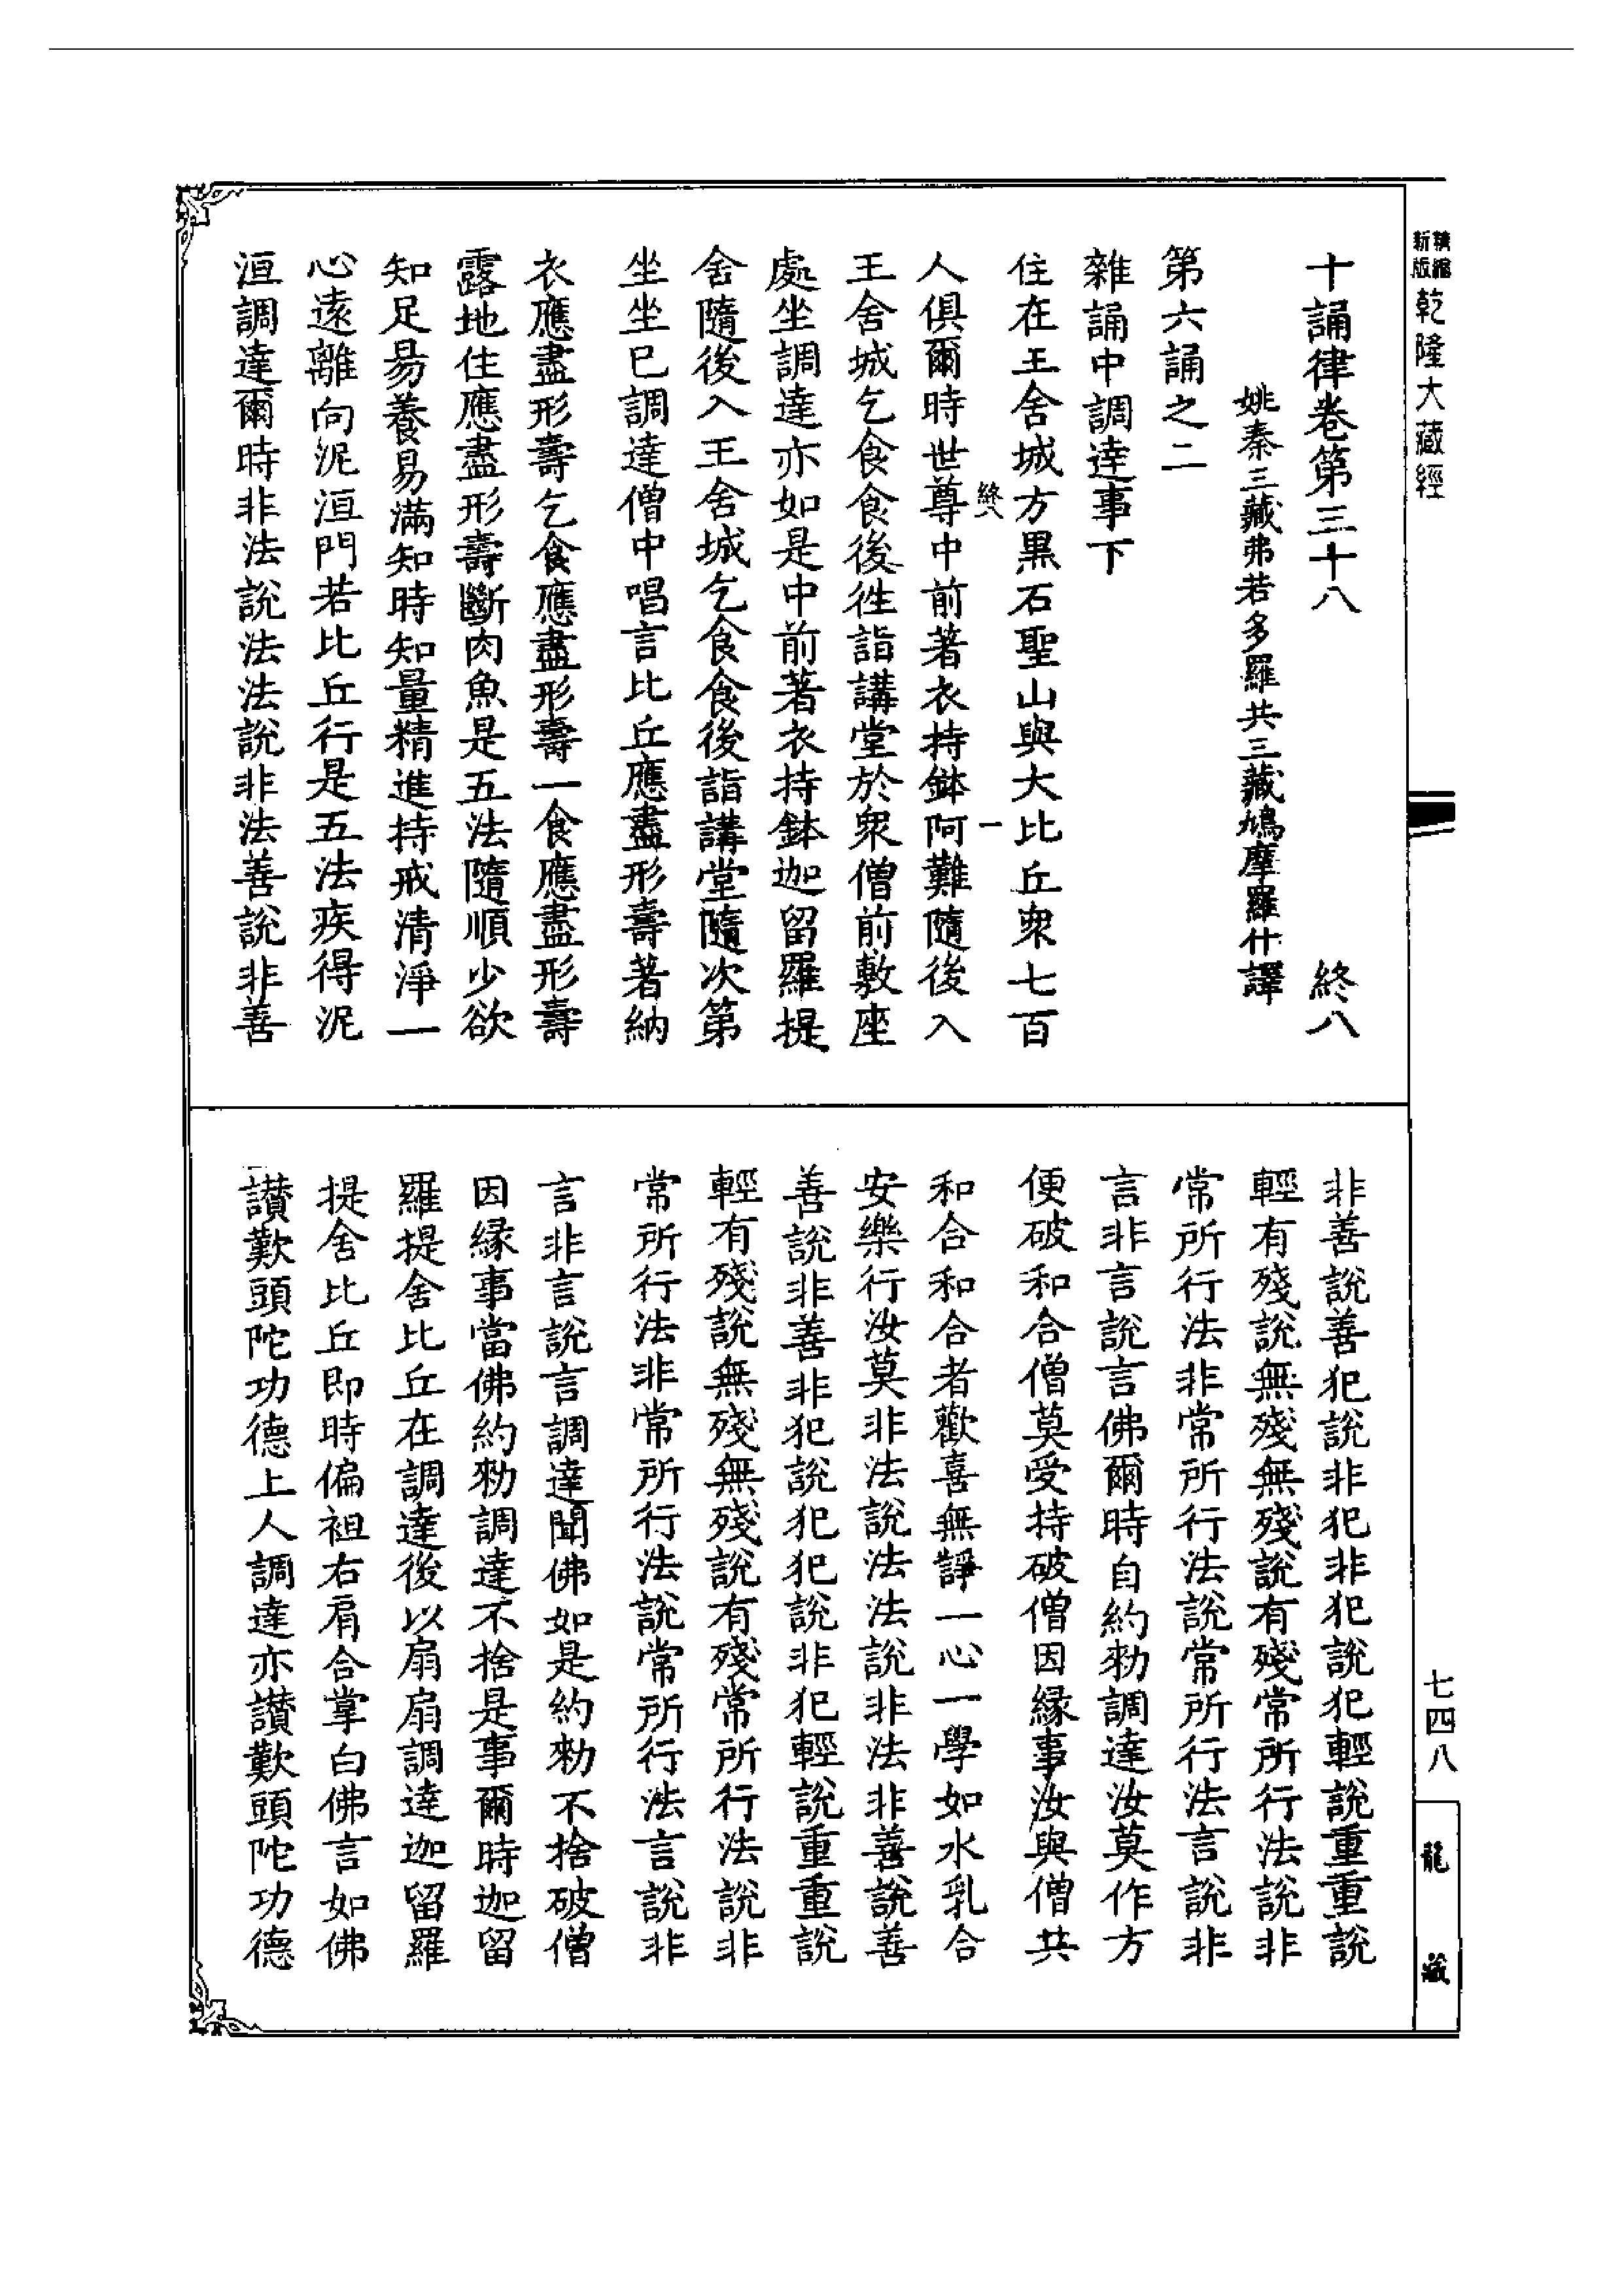 新編縮版乾隆大藏經
十誦律卷第三十八 終八
姚秦三藏弗若多羅共三藏鳩摩羅什譯
第六誦之二
雜誦中調達事下
住在王舍城方黑石聖山與大比丘眾七百
終八 一
人俱爾時世尊中前著衣持鉢阿難隨後入
王舍城乞食食後徃詣講堂於眾僧前敷座
處坐調達亦如是中前著衣持鉢迦留羅提
舍隨後入王舍城乞食食後詣講堂隨次第
坐坐已調達僧中唱言比丘應盡形壽著納
衣應盡形壽乞食應盡形壽一食應盡形壽
露地住應盡形壽斷肉魚是五法隨順少欲
知足易養易滿知時知量精進持戒清淨一
心遠離向泥洹門若比丘行是五法疾得泥
洹調達爾時非法說法法說非法善說非善
非善說善犯說非犯非犯說犯輕說重重說
輕有殘說無殘無殘說有殘常所行法說非
常所行法非常所行法說常所行法言說非
言非言說言佛爾時自約勑調達汝莫作方
便破和合僧莫受持破僧因緣事汝與僧共
和合和合者歡喜無諍一心一學如水乳合
安樂行汝莫非法說法法說非法非善說善
善說非善非犯說犯犯說非犯輕說重重說
輕有殘說無殘無殘說有殘常所行法說非
常所行法非常所行法說常所行法言說非
言非言說言調達聞佛如是約勑不捨破僧
因緣事當佛約勑調達不捨是事爾時迦留
羅提舍比丘在調達後以扇扇調達迦留羅
提舍比丘即時偏袒右肩合掌白佛言如佛
讃歎頭陀功德上人調達亦讃歎頭陀功德
七四八
龍藏